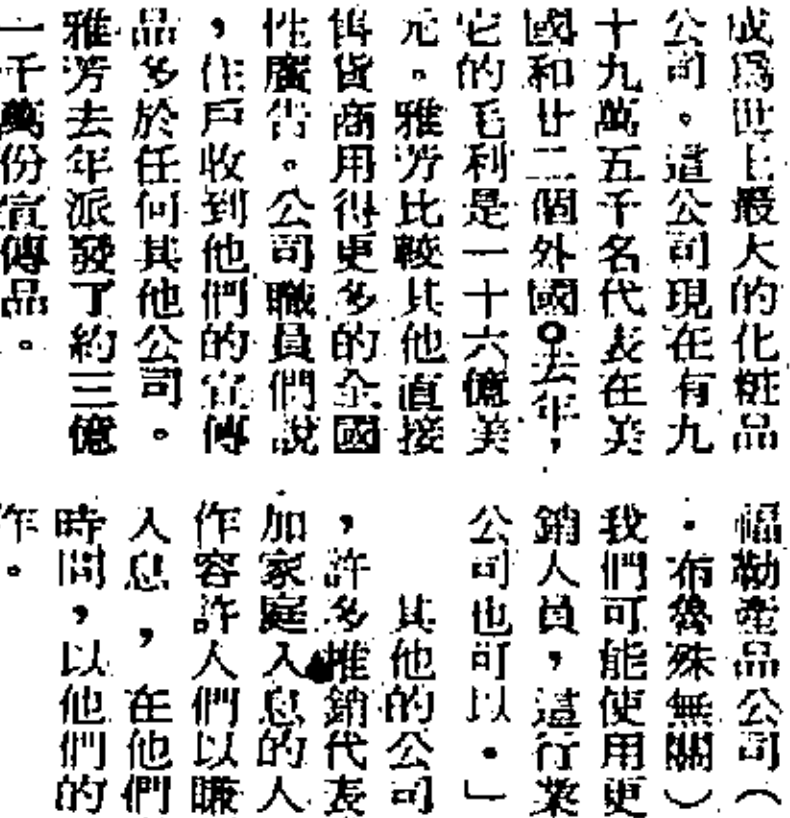 成爲世上最大的化粧品
公司。這公司現在有九
十九萬五千名代表在美
國和廿二個外國。去年，
它的毛利是一十六億美
元。雅芳比較其他直接
售貨商用得更多的全國
性廣告。公司職員們說
，住戶收到他們的宣傳
品多於任何其他公司。
雅芳去年派發了約三億
一千萬份宣傳品。
福勒產品公司（
．布魯殊無關）
我們可能使用更
銷人員，這行業
公司也可以．」
其他的公司
，許多推銷代表
加家庭入息的人
作容許人們以賺
入息，在他們
時間，以他們的
作。